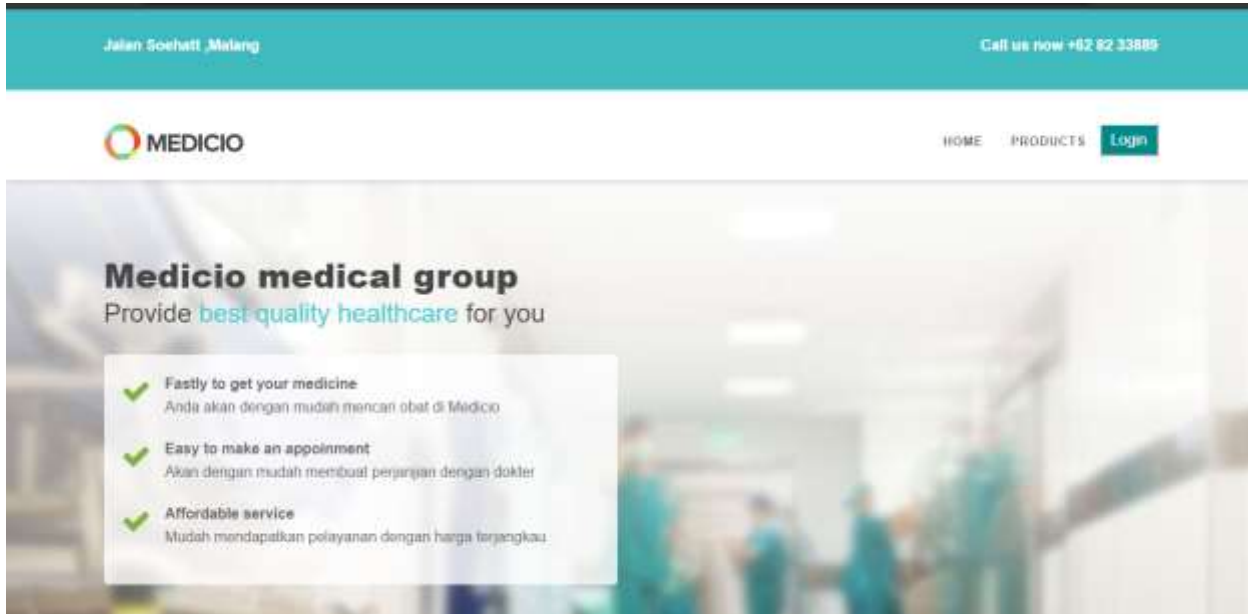 Jalan Soehatt ,Malang
Call us now +62 82 33889
MEDICIO
HOME PRODUCTS Login
Medicio medical group
Provide best quality healthcare for you
Fastly to get your medicine
Anda akan dengan mudah mencari obat di Medicio
Easy to make an appoinment
Akan dengan mudah membuat perjanjian dengan dokter
Affordable service
Mudah mendapatkan pelayanan dengan harga terjangkau